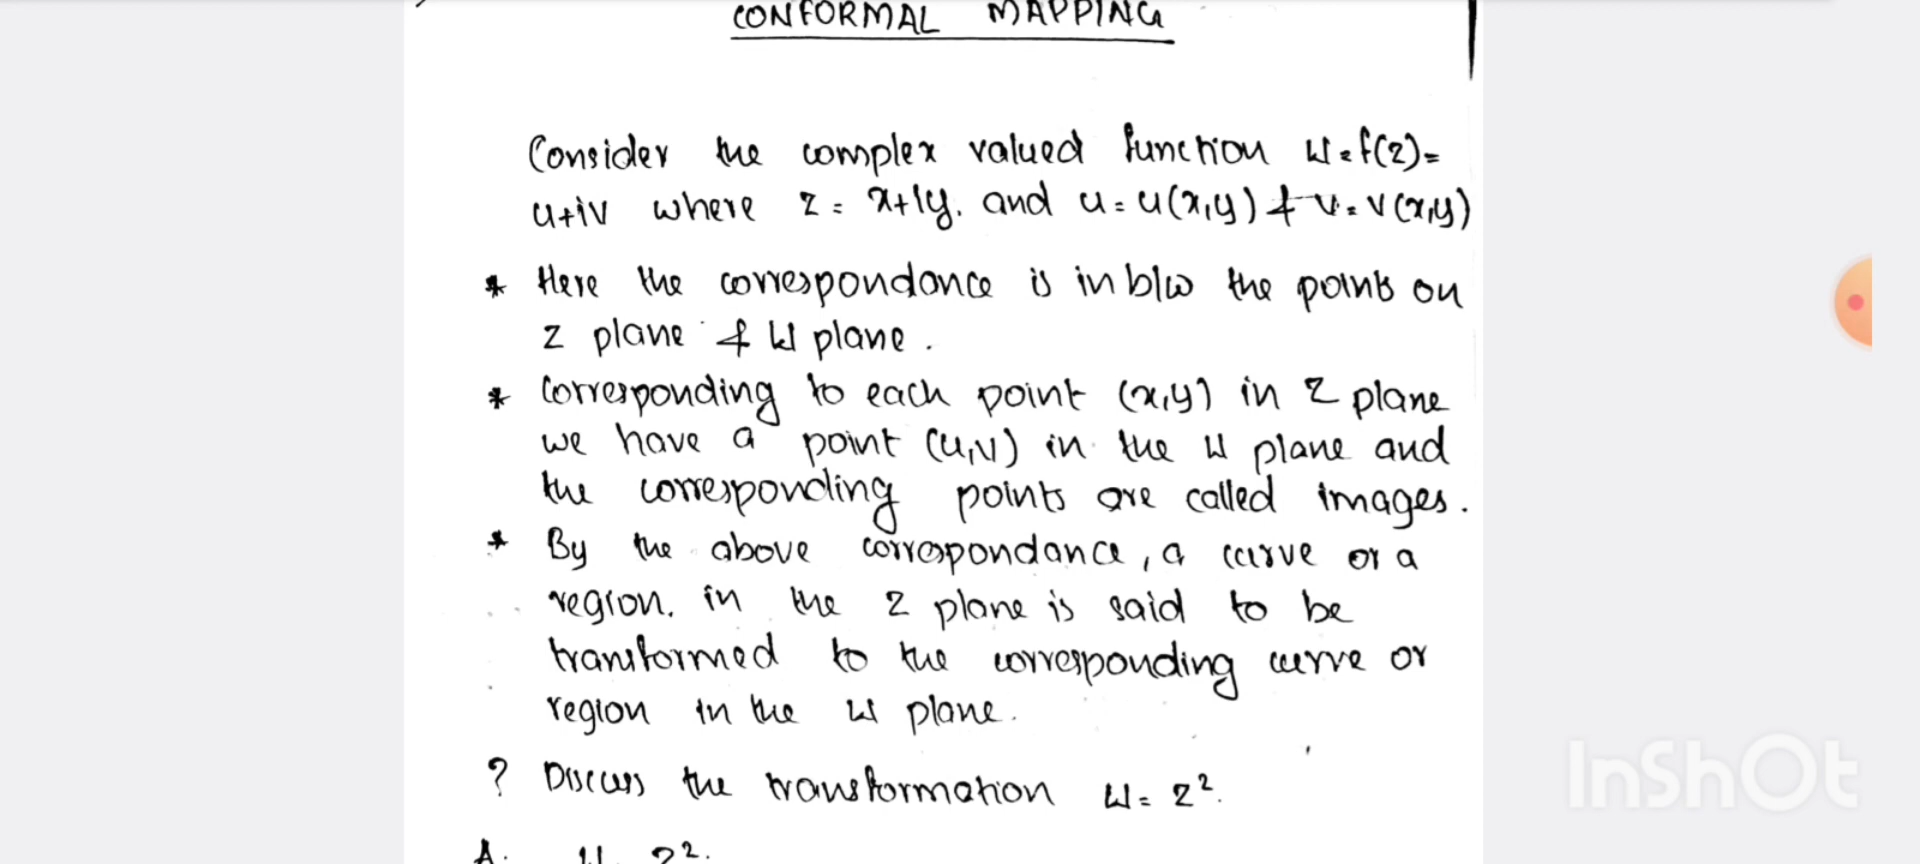 CONFORMAL MAPPING
Consider the complex valued function W = f(z) =
u+iv where z = x+iy. and u = u(x,y) & v = v(x,y)
* Here the correspondance is in b/w the points on
z plane & W plane.
* Corresponding to each point (x,y) in z plane
we have a point (u,v) in the W plane and
the corresponding points are called images.
* By the above correspondance, a curve or a
region. in the z plane is said to be
transformed to the corresponding curve or
region in the W plane.
? Discuss the transformation W = z².
A. W = z².
InShOt